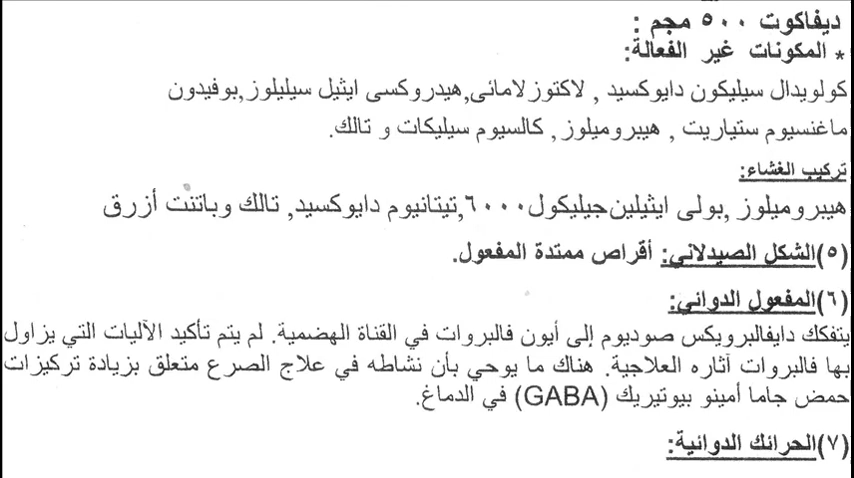 ديفاكوت ٥٠٠ مجم :
* المكونات غير الفعالة:
كولويدال سيليكون دايوكسيد , لاكتوزلامائى,هيدروكسى ايثيل سيليلوز,بوفيدون
ماغنسيوم ستياريت , هيبروميلوز , كالسيوم سيليكات و تالك.
تركيب الغشاء:
هيبروميلوز ,بولى ايثيلين جيليكول ٦٠٠٠,تيتانيوم دايوكسيد, تالك وباتنت أزرق
(٥)الشكل الصيدلاني: أقراص ممتدة المفعول.
(٦)المفعول الدوائي:
يتفكك دايفالبرويكس صوديوم إلى أيون فالبروات في القناة الهضمية. لم يتم تأكيد الآليات التي يزاول
بها فالبروات آثاره العلاجية. هناك ما يوحي بأن نشاطه في علاج الصرع متعلق بزيادة تركيزات
حمض جاما أمينو بيوتيريك (GABA) في الدماغ.
(٧)الحرائك الدوائية: